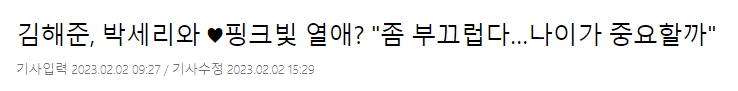 김해준, 박세리와 ♥핑크빛 열애? "좀 부끄럽다...나이가 중요할까"
기사입력 2023.02.02 09:27 / 기사수정 2023.02.02 15:29